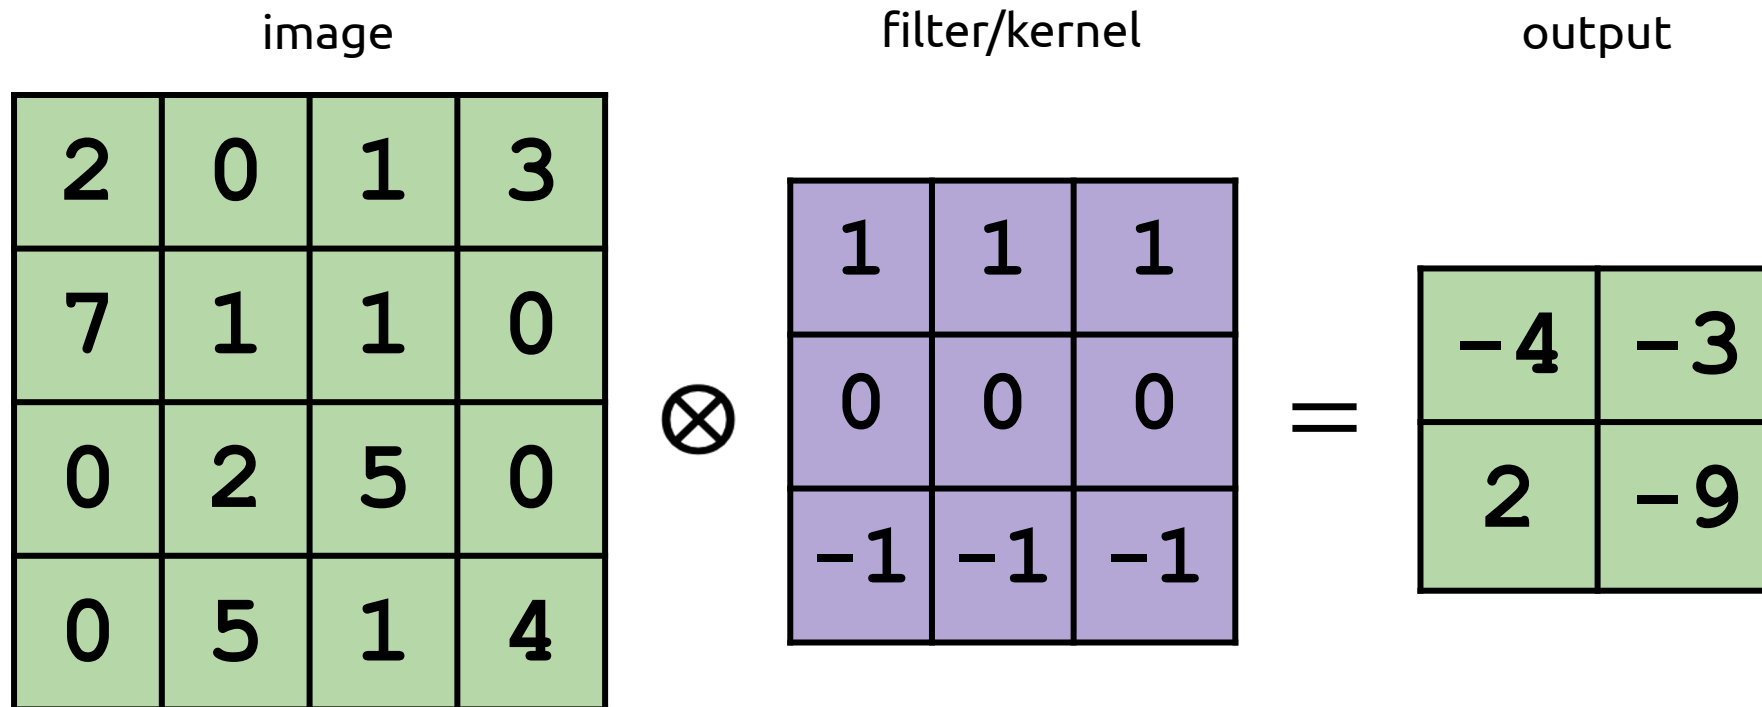 image
filter/kernel
output
2 0 1 3
7 1 1 0
0 2 5 0
0 5 1 4
⊗
1 1 1
0 0 0
-1 -1 -1
=
-4 -3
2 -9